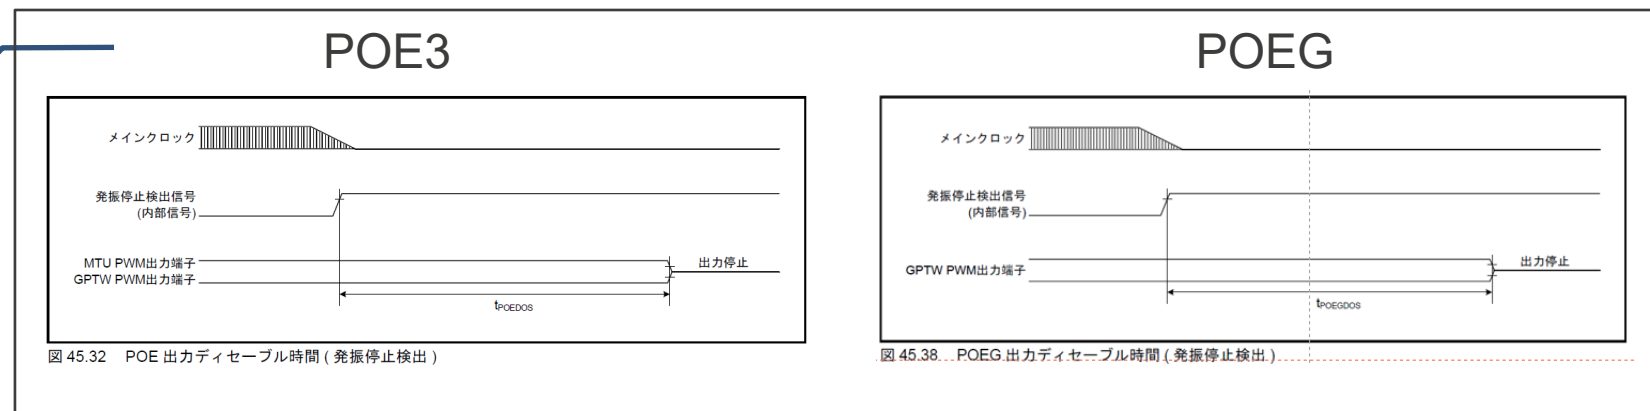 POE3
メインクロック
発振停止検出信号
(内部信号)
MTU PWM出力端子
GPTW PWM出力端子
出力停止
tPOEDOS
図 45.32 POE 出力ディセーブル時間 ( 発振停止検出 )
POEG
メインクロック
発振停止検出信号
(内部信号)
GPTW PWM出力端子
出力停止
tPOEGDOS
図 45.38 POEG 出力ディセーブル時間 ( 発振停止検出 )